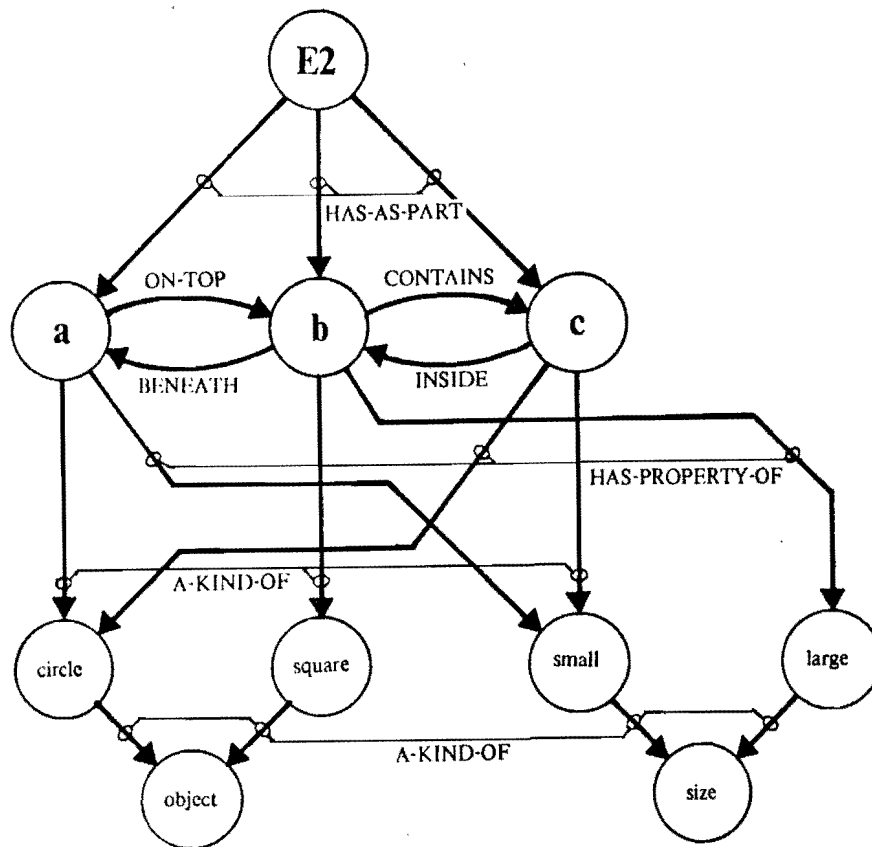 E2
HAS-AS-PART
ON-TOP
CONTAINS
a
b
c
BENEATH
INSIDE
HAS-PROPERTY-OF
A-KIND-OF
circle
square
small
large
A-KIND-OF
object
size